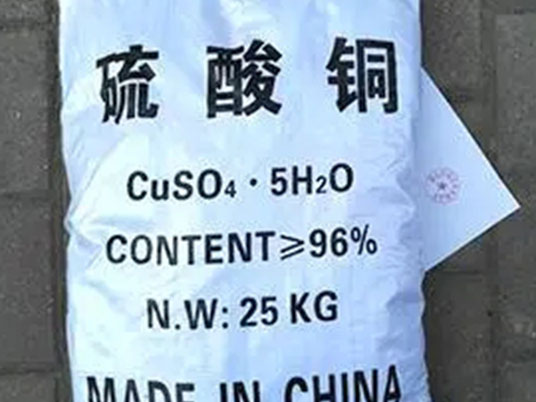 硫酸铜
CuSO₄·5H₂O
CONTENT≥96%
N.W: 25 KG
MADE IN CHINA